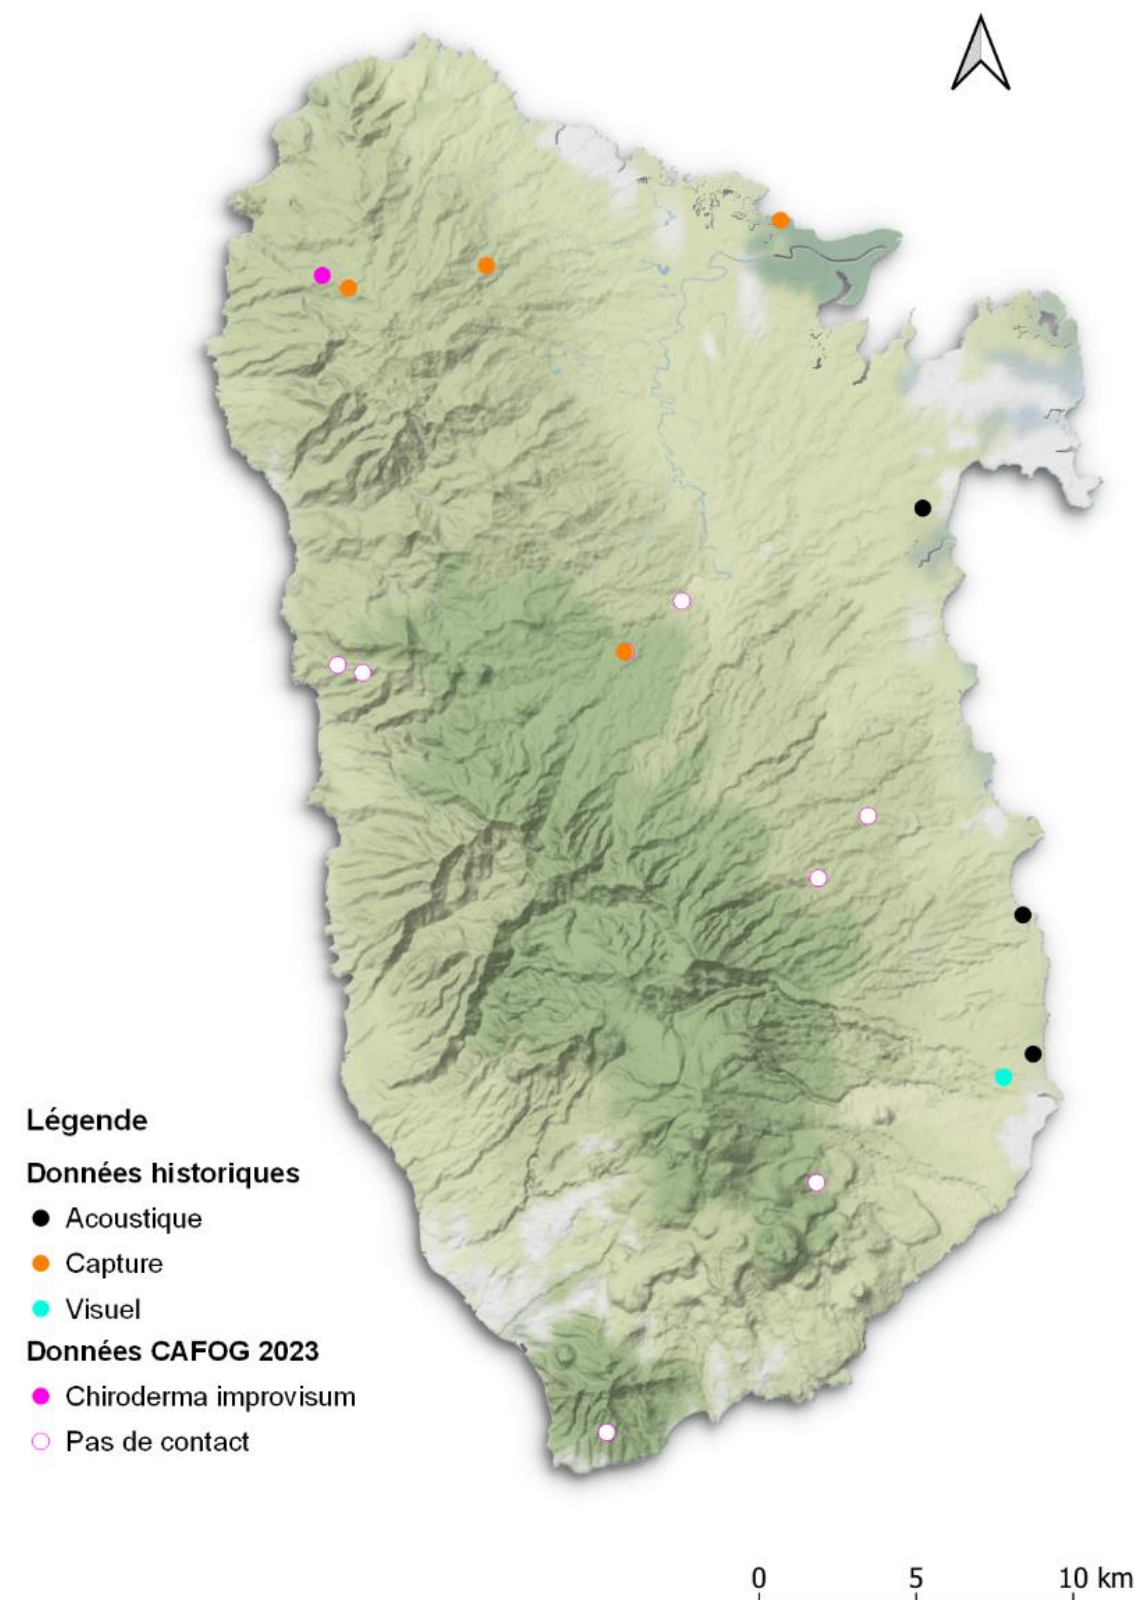 Légende
Données historiques
Acoustique
Capture
Visuel
Données CAFOG 2023
Chiroderma improvisum
Pas de contact
0 5 10 km